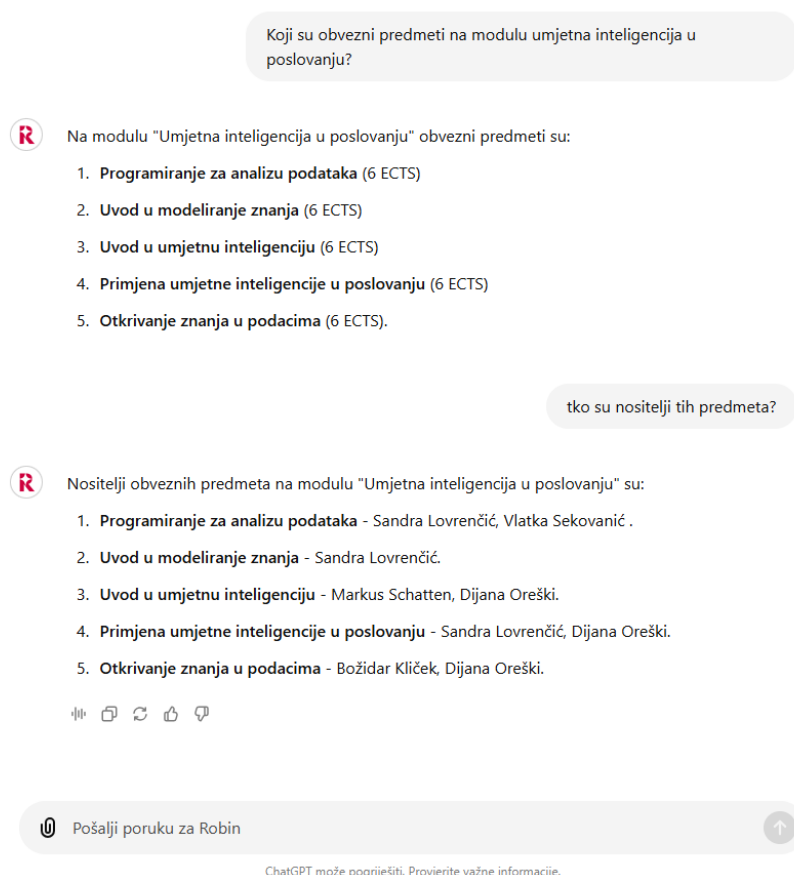 Koji su obvezni predmeti na modulu umjetna inteligencija u
poslovanju?
Na modulu "Umjetna inteligencija u poslovanju" obvezni predmeti su:
1. Programiranje za analizu podataka (6 ECTS)
2. Uvod u modeliranje znanja (6 ECTS)
3. Uvod u umjetnu inteligenciju (6 ECTS)
4. Primjena umjetne inteligencije u poslovanju (6 ECTS)
5. Otkrivanje znanja u podacima (6 ECTS).
tko su nositelji tih predmeta?
Nositelji obveznih predmeta na modulu "Umjetna inteligencija u poslovanju" su:
1. Programiranje za analizu podataka - Sandra Lovrenčić, Vlatka Sekovanić .
2. Uvod u modeliranje znanja - Sandra Lovrenčić.
3. Uvod u umjetnu inteligenciju - Markus Schatten, Dijana Oreški.
4. Primjena umjetne inteligencije u poslovanju - Sandra Lovrenčić, Dijana Oreški.
5. Otkrivanje znanja u podacima - Božidar Kliček, Dijana Oreški.
Pošalji poruku za Robin
ChatGPT može pogriješiti. Provjerite važne informacije.